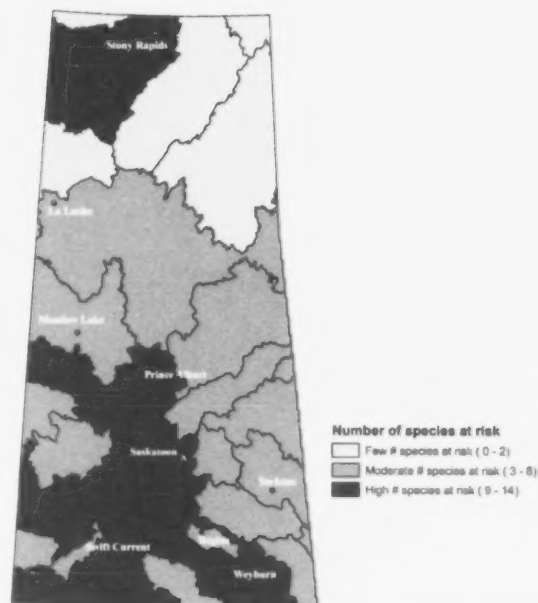 Stony Rapids
La Loche
Meadow Lake
Prince Albert
Saskatoon
Yorkton
Swift Current
Regina
Weyburn
Number of species at risk
Few # species at risk ( 0 - 2)
Moderate # species at risk ( 3 - 8)
High # species at risk ( 9 - 14)